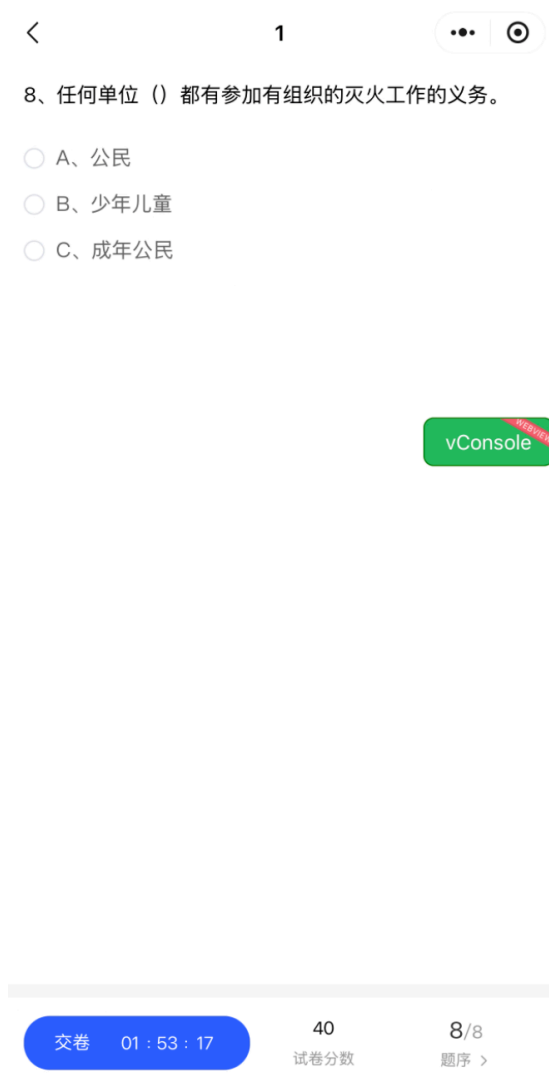 1
8、任何单位（）都有参加有组织的灭火工作的义务。
A、公民
B、少年儿童
C、成年公民
WEBVIEW
vConsole
交卷 01 : 53 : 17
40
试卷分数
8/8
题序 >